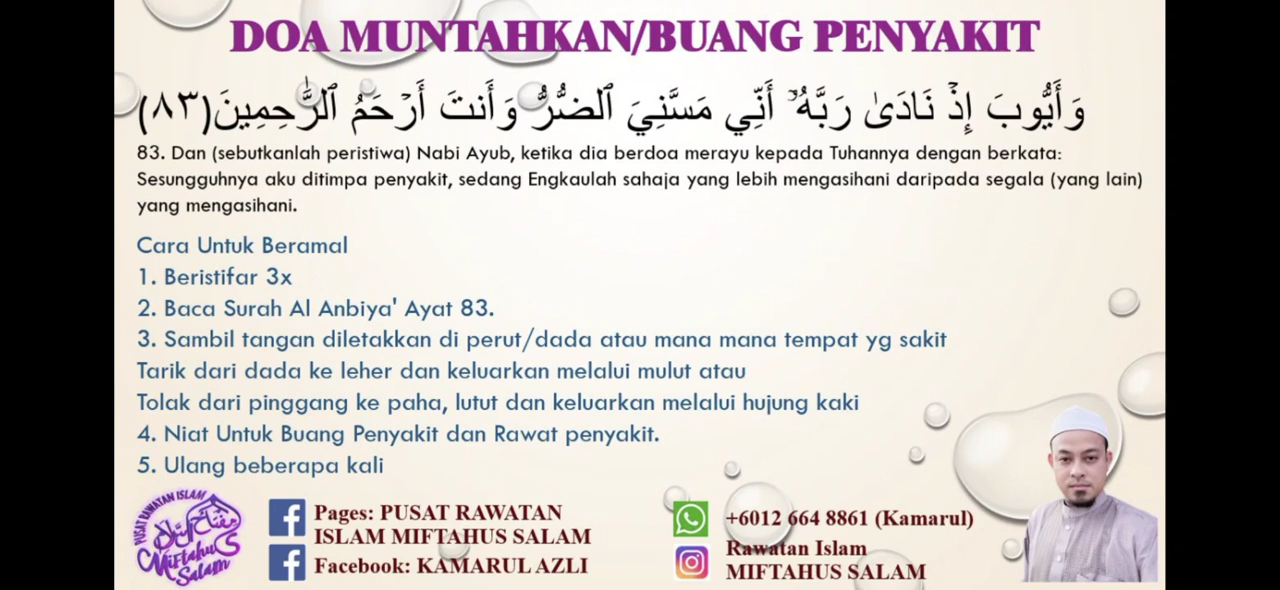 DOA MUNTAHKAN/BUANG PENYAKIT
وَأَيُّوبَ إِذۡ نَادَىٰ رَبَّهُۥٓ أَنِّي مَسَّنِيَ ٱلضُّرُّ وَأَنتَ أَرۡحَمُ ٱلرَّٰحِمِينَ(٨٣)
83. Dan (sebutkanlah peristiwa) Nabi Ayub, ketika dia berdoa merayu kepada Tuhannya dengan berkata:
Sesungguhnya aku ditimpa penyakit, sedang Engkaulah sahaja yang lebih mengasihani daripada segala (yang lain)
yang mengasihani.
Cara Untuk Beramal
1. Beristifar 3x
2. Baca Surah Al Anbiya' Ayat 83.
3. Sambil tangan diletakkan di perut/dada atau mana mana tempat yg sakit
Tarik dari dada ke leher dan keluarkan melalui mulut atau
Tolak dari pinggang ke paha, lutut dan keluarkan melalui hujung kaki
4. Niat Untuk Buang Penyakit dan Rawat penyakit.
5. Ulang beberapa kali
PUSAT RAWATAN ISLAM
مفتاح السلام
Miftahus
Salam
Pages: PUSAT RAWATAN
ISLAM MIFTAHUS SALAM
Facebook: KAMARUL AZLI
+6012 664 8861 (Kamarul)
Rawatan Islam
MIFTAHUS SALAM